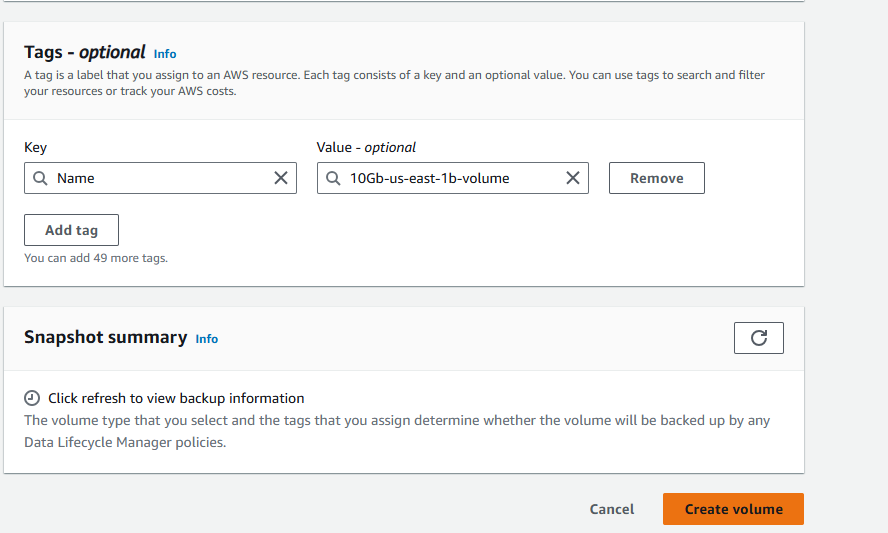 Tags - optional Info
A tag is a label that you assign to an AWS resource. Each tag consists of a key and an optional value. You can use tags to search and filter
your resources or track your AWS costs.
Key
Value - optional
Name
10Gb-us-east-1b-volume
Remove
Add tag
You can add 49 more tags.
Snapshot summary Info
Click refresh to view backup information
The volume type that you select and the tags that you assign determine whether the volume will be backed up by any
Data Lifecycle Manager policies.
Cancel
Create volume